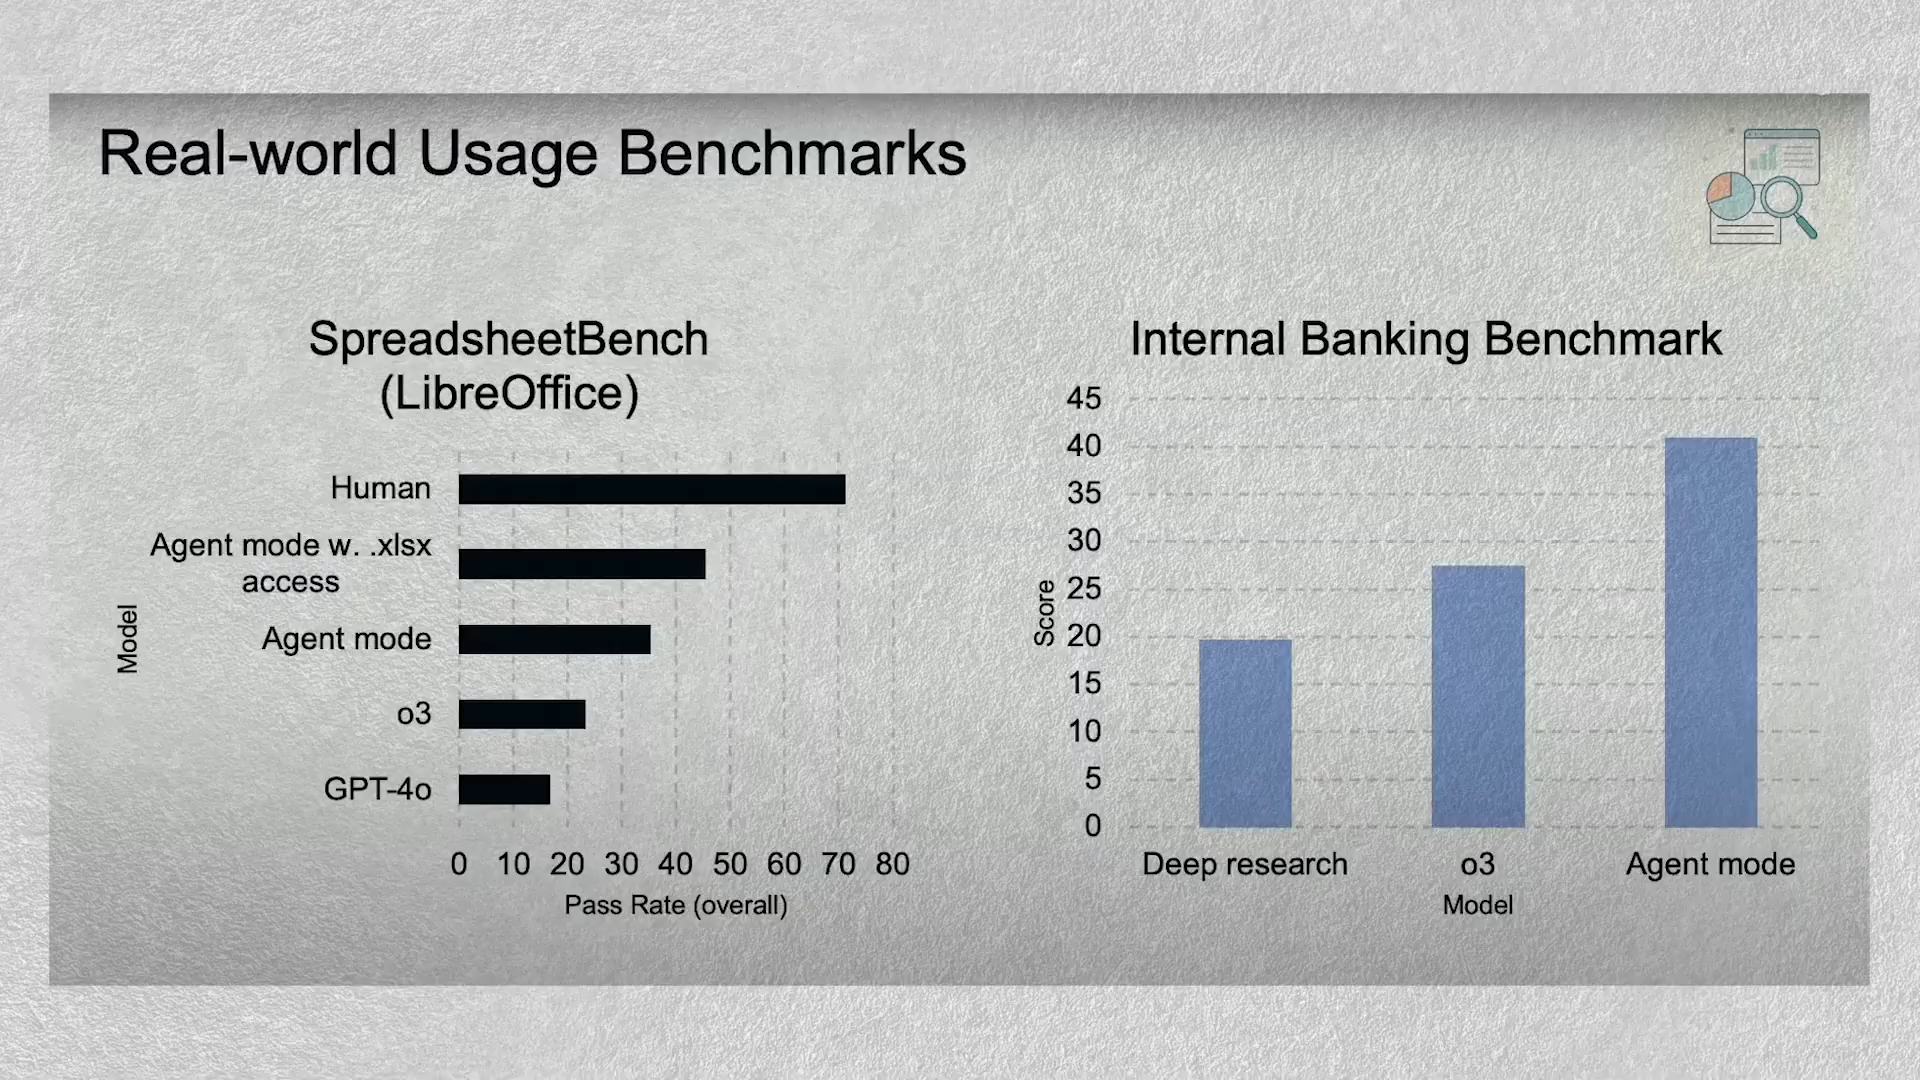 Real-world Usage Benchmarks
SpreadsheetBench
(LibreOffice)
Model
Human
Agent mode w. .xlsx
access
Agent mode
o3
GPT-4o
0 10 20 30 40 50 60 70 80
Pass Rate (overall)
Internal Banking Benchmark
Score
45
40
35
30
25
20
15
10
5
0
Deep research o3 Agent mode
Model